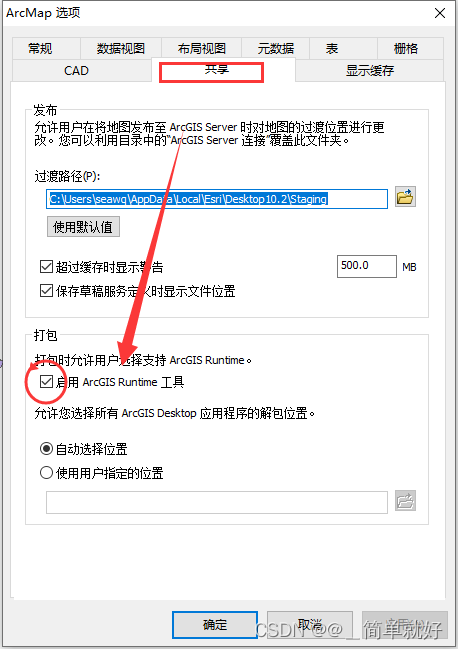 ArcMap 选项
常规 数据视图 布局视图 元数据 表 栅格
CAD 共享 显示缓存
发布
允许用户在将地图发布至 ArcGIS Server 时对地图的过渡位置进行更
改。您可以利用目录中的"ArcGIS Server 连接"覆盖此文件夹。
过渡路径(P):
C:\Users\seawq\AppData\Local\Esri\Desktop10.2\Staging
使用默认值
超过缓存时显示警告 500.0 MB
保存草稿服务定义时显示文件位置
打包
打包时允许用户选择支持 ArcGIS Runtime。
启用 ArcGIS Runtime 工具
允许您选择所有 ArcGIS Desktop 应用程序的解包位置。
自动选择位置
使用用户指定的位置
确定 取消
CSDN @@__简单就好